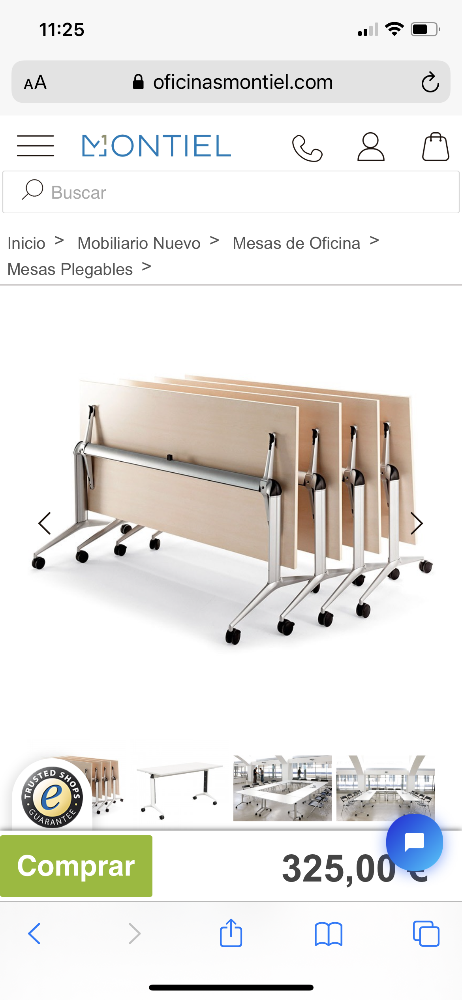 11:25
AA oficinasmontiel.com
MONTIEL
Buscar
Inicio > Mobiliario Nuevo > Mesas de Oficina >
Mesas Plegables >
TRUSTED SHOPS
e
GUARANTEE
Comprar
325,00 €